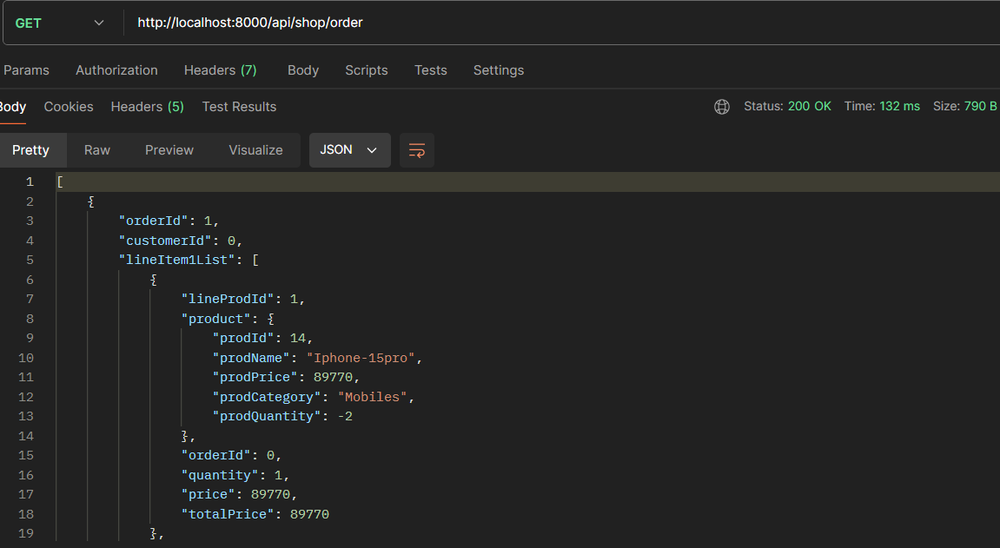 GET http://localhost:8000/api/shop/order
Params Authorization Headers (7) Body Scripts Tests Settings
Body Cookies Headers (5) Test Results Status: 200 OK Time: 132 ms Size: 790 B
Pretty Raw Preview Visualize JSON
1 [
2 {
3 "orderId": 1,
4 "customerId": 0,
5 "lineItem1List": [
6 {
7 "lineProdId": 1,
8 "product": {
9 "prodId": 14,
10 "prodName": "Iphone-15pro",
11 "prodPrice": 89770,
12 "prodCategory": "Mobiles",
13 "prodQuantity": -2
14 },
15 "orderId": 0,
16 "quantity": 1,
17 "price": 89770,
18 "totalPrice": 89770
19 },